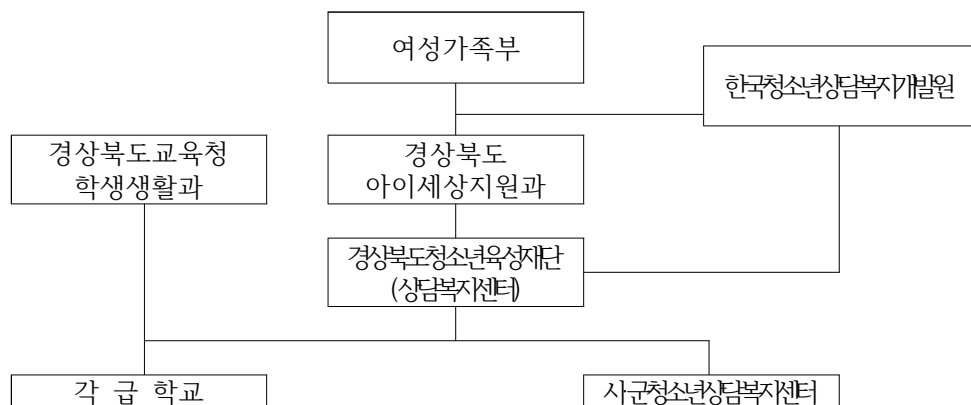 여성가족부
한국청소년상담복지개발원
경상북도교육청
학생생활과
경상북도
아이세상지원과
경상북도청소년육성재단
(상담복지센터)
각 급 학교
시·군청소년상담복지센터